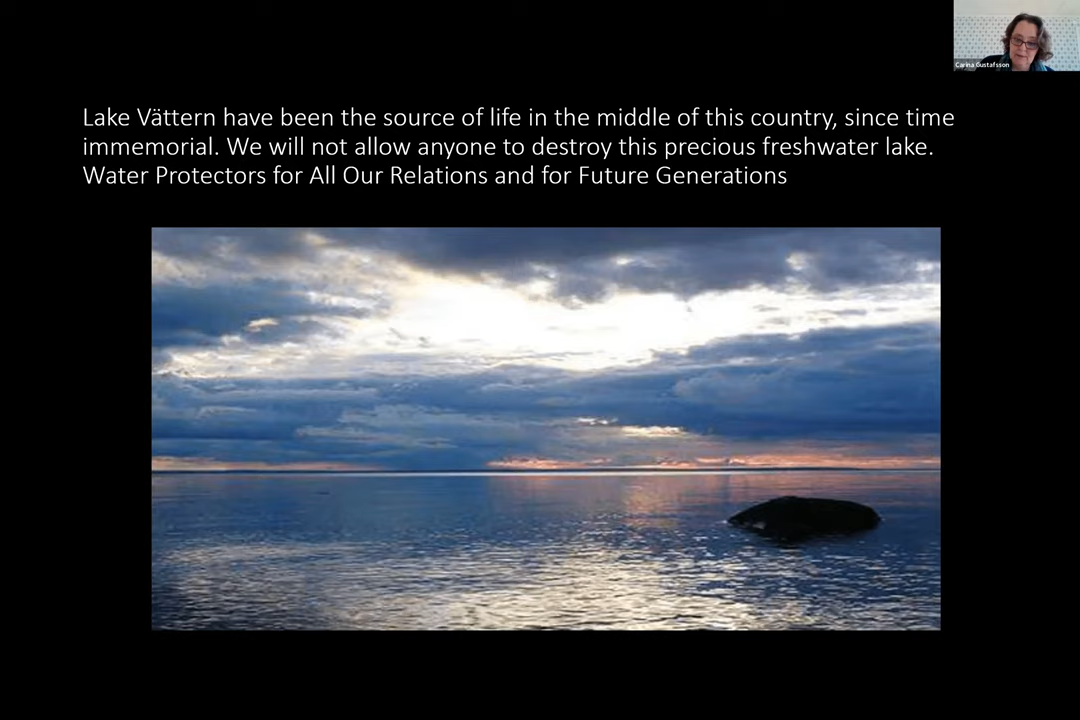 Carina Gustafsson
Lake Vättern have been the source of life in the middle of this country, since time
immemorial. We will not allow anyone to destroy this precious freshwater lake.
Water Protectors for All Our Relations and for Future Generations